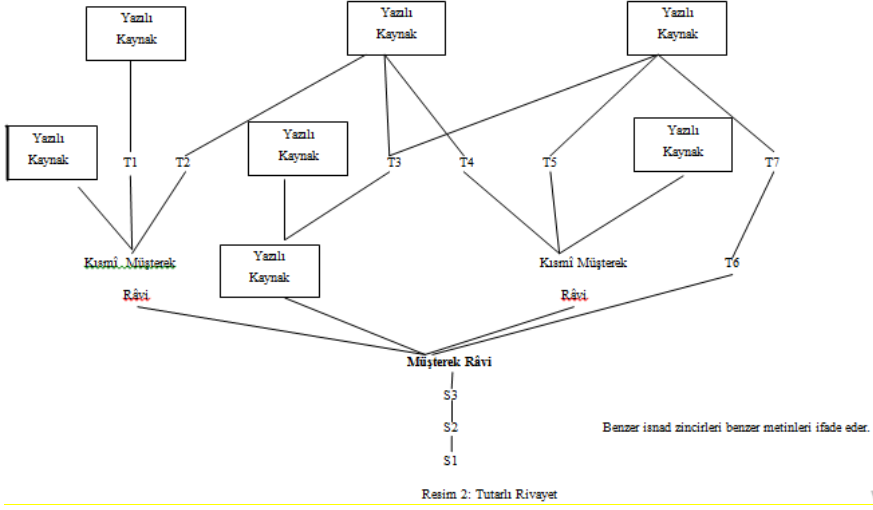 Yazılı
Kaynak
Yazılı
Kaynak
Yazılı
Kaynak
Yazılı
Kaynak
T1
T2
Yazılı
Kaynak
T3
T4
T5
Yazılı
Kaynak
T7
Kısmî Müşterek
Râvi
Yazılı
Kaynak
Kısmî Müşterek
Râvi
T6
Müşterek Râvi
S3
S2
Benzer isnad zincirleri benzer metinleri ifade eder.
S1
Resim 2: Tutarlı Rivayet